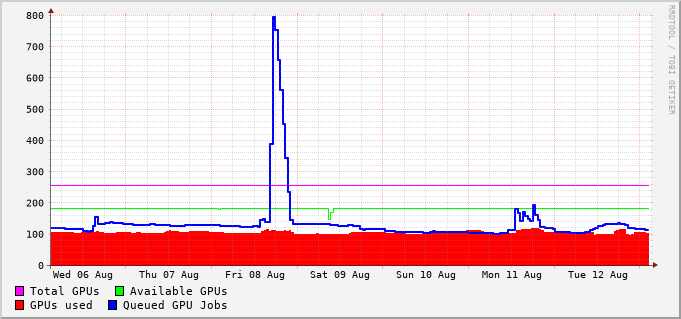 800
700
600
500
400
300
200
100
0
Wed 06 Aug Thu 07 Aug Fri 08 Aug Sat 09 Aug Sun 10 Aug Mon 11 Aug Tue 12 Aug
Total GPUs Available GPUs
GPUs used Queued GPU Jobs
RRDTOOL / TOBI OETIKER